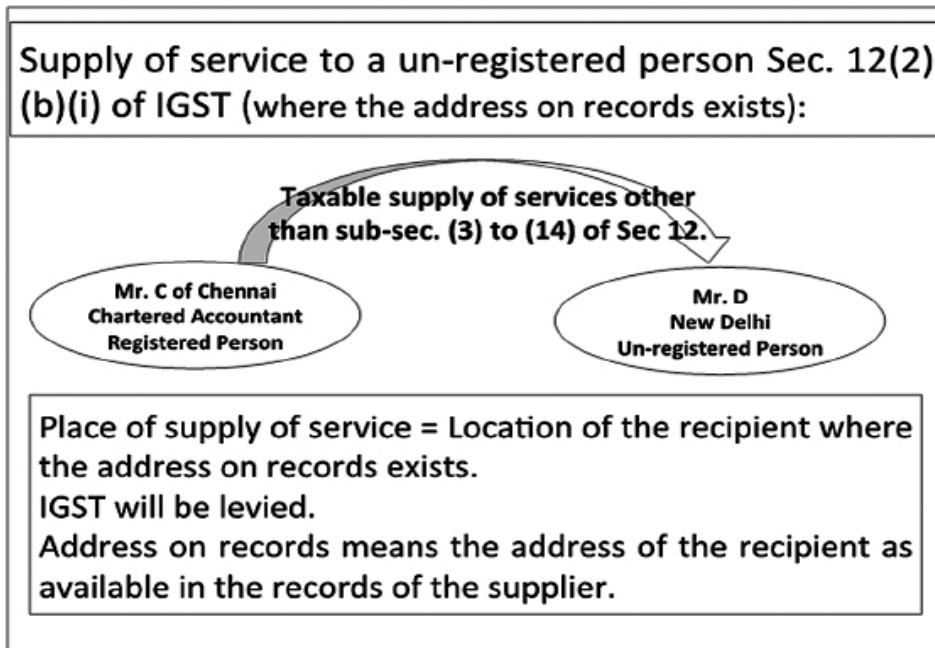 Supply of service to a un-registered person Sec. 12(2)
(b)(i) of IGST (where the address on records exists):
Taxable supply of services other
than sub-sec. (3) to (14) of Sec 12.
Mr. C of Chennai
Chartered Accountant
Registered Person
Mr. D
New Delhi
Un-registered Person
Place of supply of service = Location of the recipient where
the address on records exists.
IGST will be levied.
Address on records means the address of the recipient as
available in the records of the supplier.